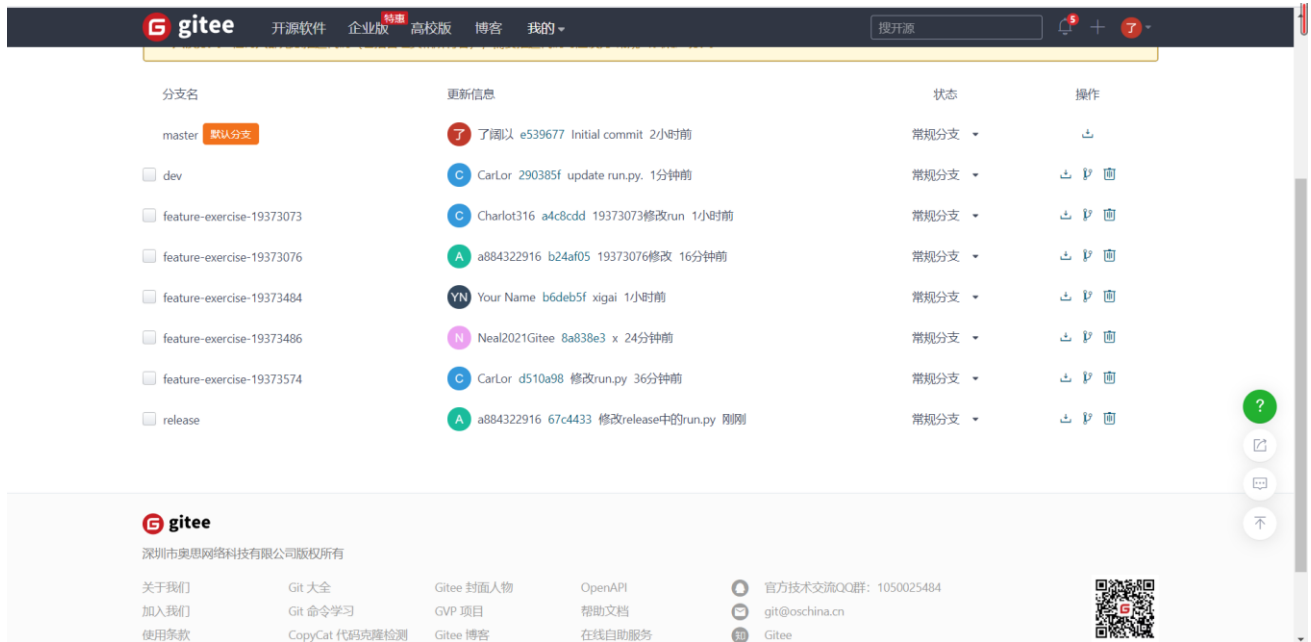 gitee 开源软件 企业版 特惠 高校版 博客 我的 搜开源 5 了
分支名 更新信息 状态 操作
master 默认分支 了 了阔以 e539677 Initial commit 2小时前 常规分支
dev C CarLor 290385f update run.py. 1分钟前 常规分支
feature-exercise-19373073 C Charlot316 a4c8cdd 19373073修改run 1小时前 常规分支
feature-exercise-19373076 A a884322916 b24af05 19373076修改 16分钟前 常规分支
feature-exercise-19373484 YN Your Name b6deb5f xigai 1小时前 常规分支
feature-exercise-19373486 N Neal2021Gitee 8a838e3 x 24分钟前 常规分支
feature-exercise-19373574 C CarLor d510a98 修改run.py 36分钟前 常规分支
release A a884322916 67c4433 修改release中的run.py 刚刚 常规分支
?
gitee
深圳市奥思网络科技有限公司版权所有
关于我们 Git 大全 Gitee 封面人物 OpenAPI 官方技术交流QQ群：1050025484
加入我们 Git 命令学习 GVP 项目 帮助文档 git@oschina.cn
使用条款 CopyCat 代码克隆检测 Gitee 博客 在线自助服务 知 Gitee